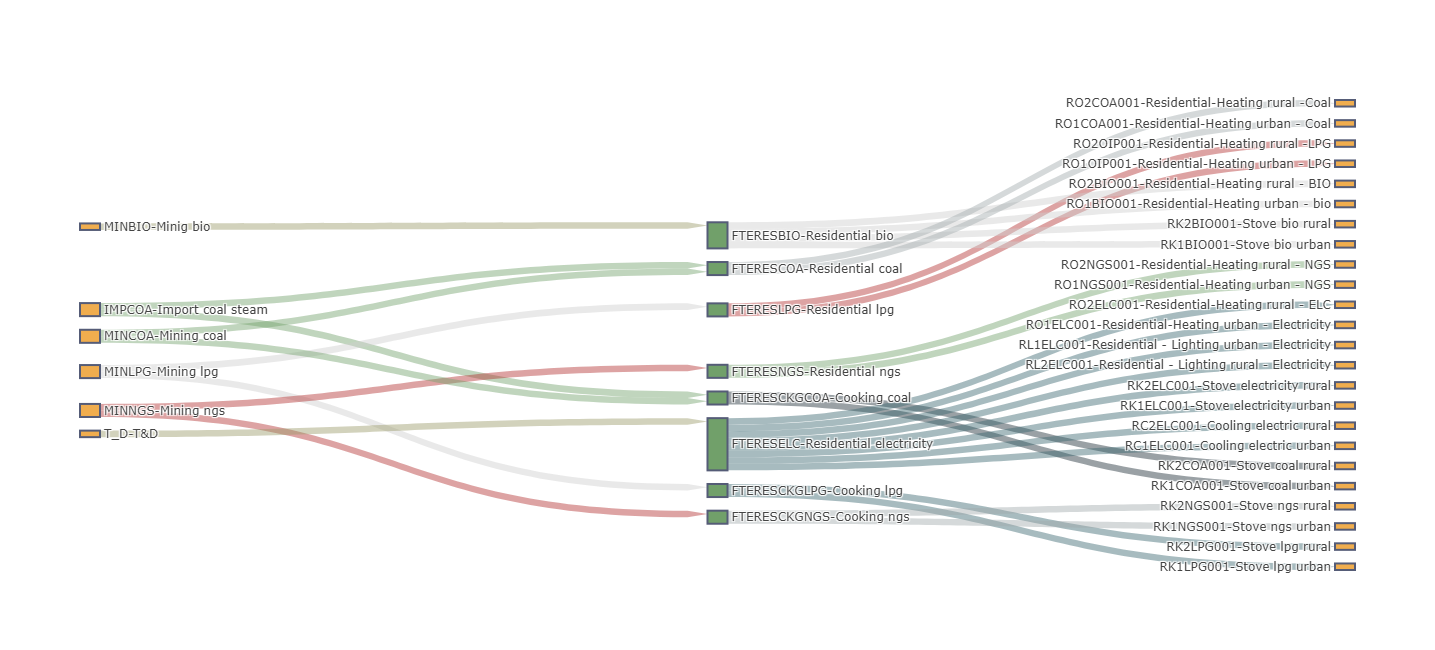 MINBIO-Minig bio
IMPCOA-Import coal steam
MINCOA-Mining coal
MINLPG-Mining lpg
MINNGS-Mining ngs
T_D-T&D
FTERESBIO-Residential bio
FTERESCOA-Residential coal
FTERESLPG-Residential lpg
FTERESNGS-Residential ngs
FTERESCKGCOA-Cooking coal
FTERESELC-Residential electricity
FTERESCKGLPG-Cooking lpg
FTERESCKGNGS-Cooking ngs
RO2COA001-Residential-Heating rural -Coal
RO1COA001-Residential-Heating urban - Coal
RO2OIP001-Residential-Heating rural -LPG
RO1OIP001-Residential-Heating urban - LPG
RO2BIO001-Residential-Heating rural - BIO
RO1BIO001-Residential-Heating urban - bio
RK2BIO001-Stove bio rural
RK1BIO001-Stove bio urban
RO2NGS001-Residential-Heating rural - NGS
RO1NGS001-Residential-Heating urban - NGS
RO2ELC001-Residential-Heating rural - ELC
RO1ELC001-Residential-Heating urban - Electricity
RL1ELC001-Residential - Lighting urban - Electricity
RL2ELC001-Residential - Lighting rural - Electricity
RK2ELC001-Stove electricity rural
RK1ELC001-Stove electricity urban
RC2ELC001-Cooling electric rural
RC1ELC001-Cooling electric urban
RK2COA001-Stove coal rural
RK1COA001-Stove coal urban
RK2NGS001-Stove ngs rural
RK1NGS001-Stove ngs urban
RK2LPG001-Stove lpg rural
RK1LPG001-Stove lpg urban